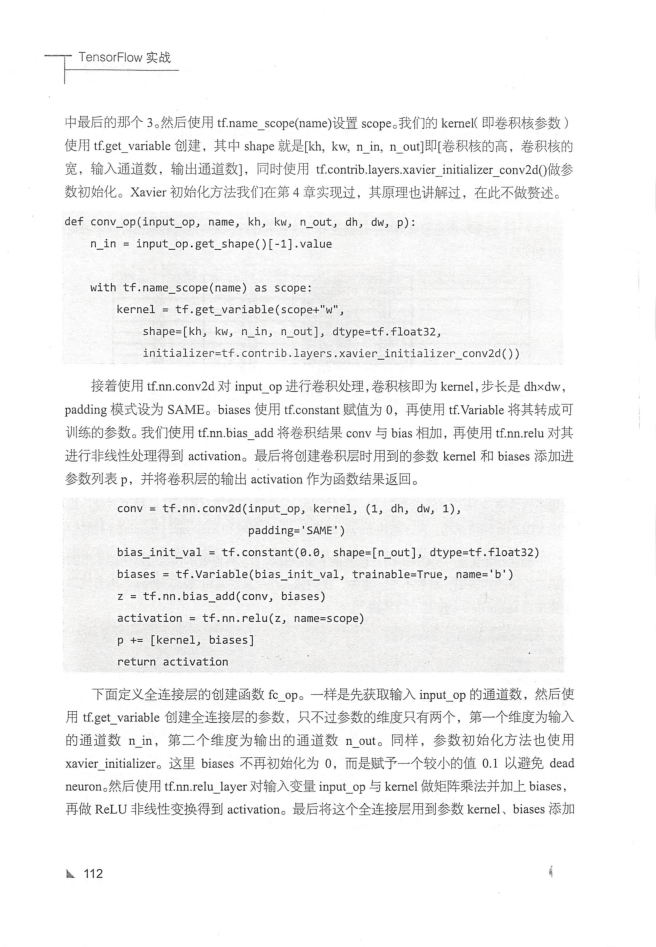 TensorFlow 实战
中最后的那个 3。然后使用 tf.name_scope(name)设置 scope。我们的 kernel(即卷积核参数)
使用 tf.get_variable 创建，其中 shape 就是[kh, kw, n_in, n_out]即[卷积核的高，卷积核的
宽，输入通道数，输出通道数]，同时使用 tf.contrib.layers.xavier_initializer_conv2d()做参
数初始化。Xavier 初始化方法我们在第 4 章实现过，其原理也讲解过，在此不做赘述。
def conv_op(input_op, name, kh, kw, n_out, dh, dw, p):
n_in = input_op.get_shape()[-1].value
with tf.name_scope(name) as scope:
kernel = tf.get_variable(scope+"w",
shape=[kh, kw, n_in, n_out], dtype=tf.float32,
initializer=tf.contrib.layers.xavier_initializer_conv2d())
接着使用 tf.nn.conv2d 对 input_op 进行卷积处理，卷积核即为 kernel，步长是 dh×dw，
padding 模式设为 SAME。biases 使用 tf.constant 赋值为 0，再使用 tf.Variable 将其转成可
训练的参数。我们使用 tf.nn.bias_add 将卷积结果 conv 与 bias 相加，再使用 tf.nn.relu 对其
进行非线性处理得到 activation。最后将创建卷积层时用到的参数 kernel 和 biases 添加进
参数列表 p，并将卷积层的输出 activation 作为函数结果返回。
conv = tf.nn.conv2d(input_op, kernel, (1, dh, dw, 1),
padding='SAME')
bias_init_val = tf.constant(0.0, shape=[n_out], dtype=tf.float32)
biases = tf.Variable(bias_init_val, trainable=True, name='b')
z = tf.nn.bias_add(conv, biases)
activation = tf.nn.relu(z, name=scope)
p += [kernel, biases]
return activation
下面定义全连接层的创建函数 fc_op。一样是先获取输入 input_op 的通道数，然后使
用 tf.get_variable 创建全连接层的参数，只不过参数的维度只有两个，第一个维度为输入
的通道数 n_in，第二个维度为输出的通道数 n_out。同样，参数初始化方法也使用
xavier_initializer。这里 biases 不再初始化为 0，而是赋予一个较小的值 0.1 以避免 dead
neuron。然后使用 tf.nn.relu_layer 对输入变量 input_op 与 kernel 做矩阵乘法并加上 biases，
再做 ReLU 非线性变换得到 activation。最后将这个全连接层用到参数 kernel、biases 添加
112